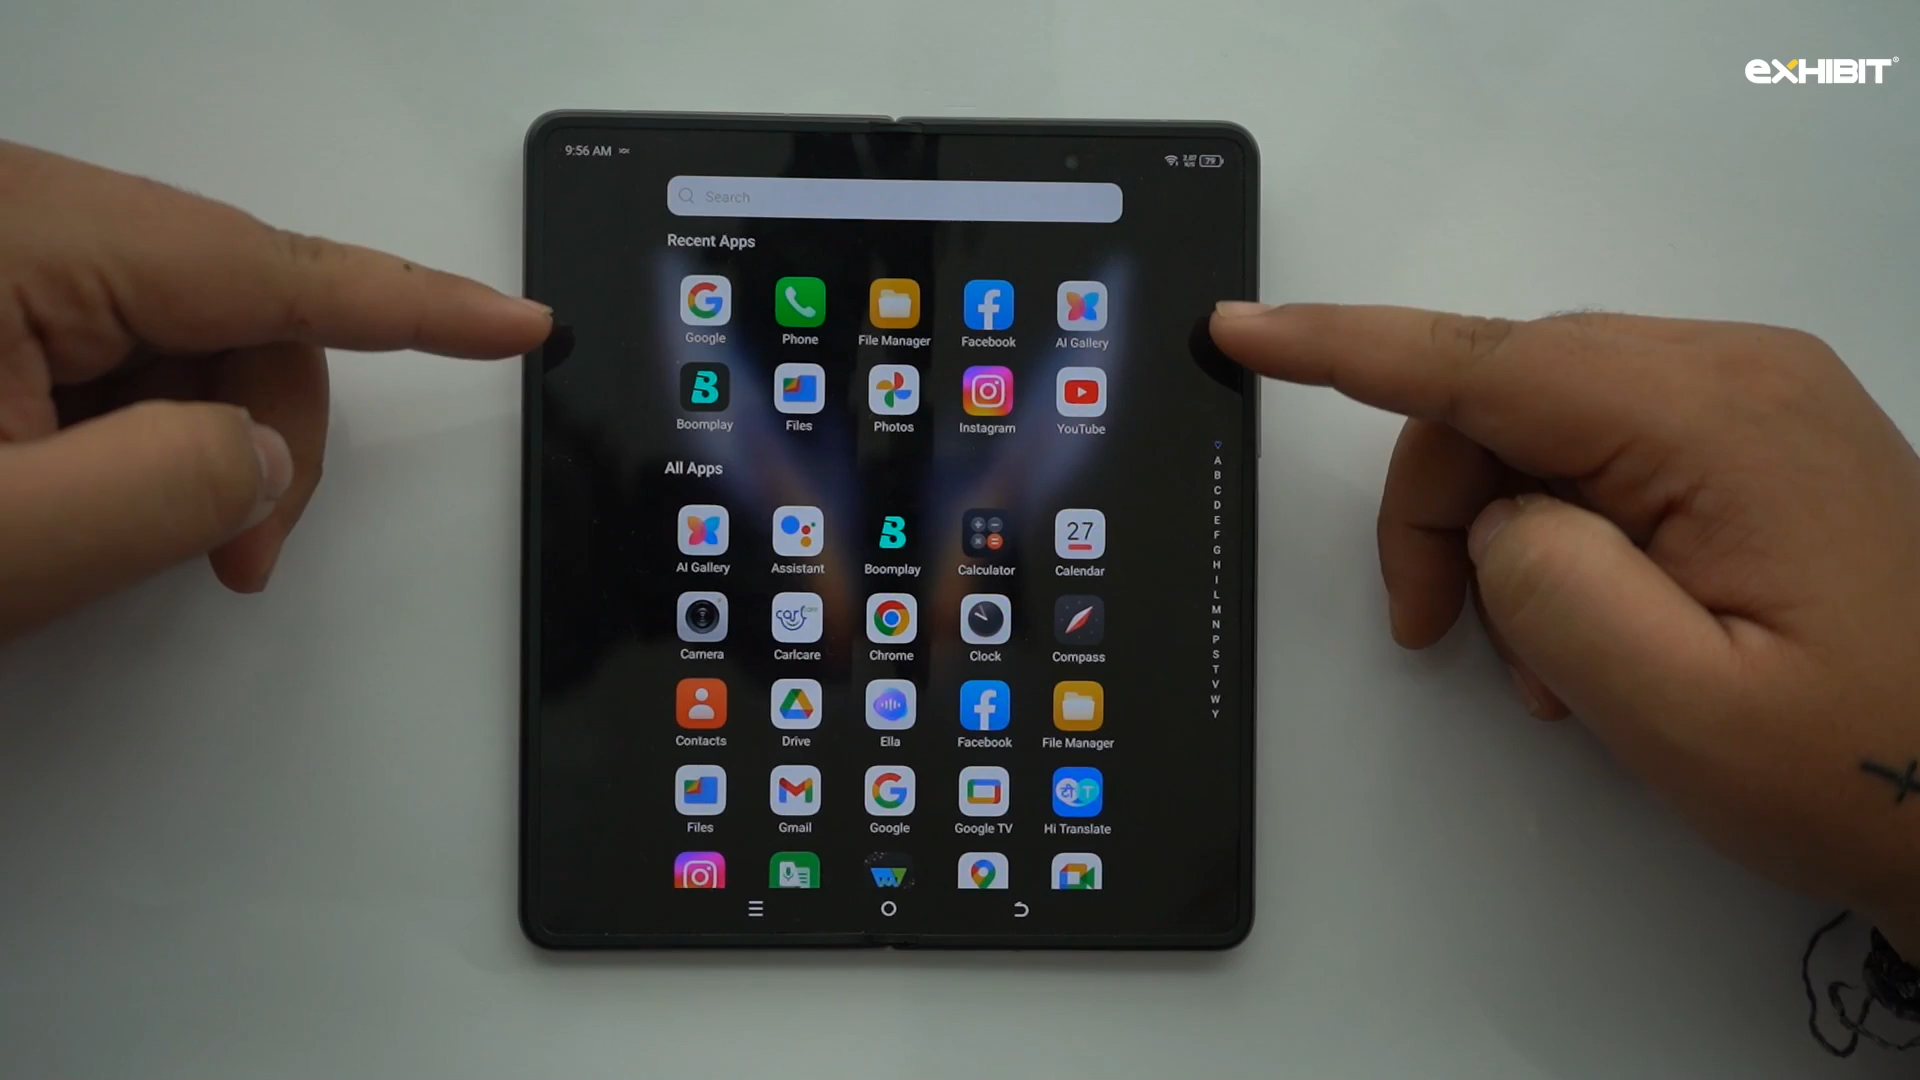 eXHIBIT®
9:56 AM
79
Search
Recent Apps
Google Phone File Manager Facebook AI Gallery
Boomplay Files Photos Instagram YouTube
All Apps
27
AI Gallery Assistant Boomplay Calculator Calendar
Camera Carlcare Chrome Clock Compass
Contacts Drive Ella Facebook File Manager
Files Gmail Google Google TV Hi Translate
A
B
C
D
E
F
G
H
I
L
M
N
P
S
T
V
W
Y